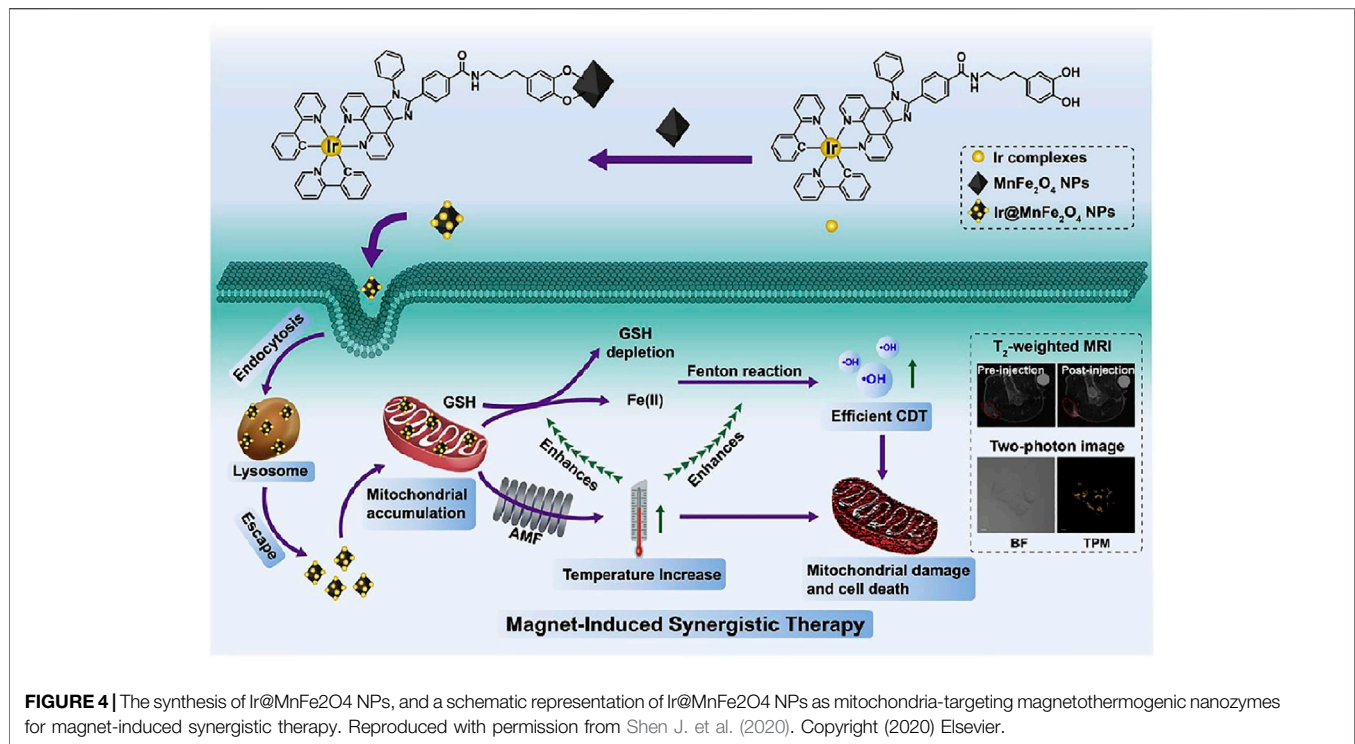 O
NH
N
N
O
O
N
N
Ir
N
C
C
N
O
NH
OH
OH
N
N
N
N
Ir
N
C
C
N
Ir complexes
MnFe2O4 NPs
Ir@MnFe2O4 NPs
Endocytosis
Lysosome
Escape
Mitochondrial
accumulation
GSH
GSH
depletion
Fe(II)
Fenton reaction
•OH
•OH
•OH
Efficient CDT
Enhances
Enhances
AMF
Temperature Increase
Mitochondrial damage
and cell death
T2-weighted MRI
Pre-injection
Post-injection
Two-photon image
BF
TPM
Magnet-Induced Synergistic Therapy
FIGURE 4 | The synthesis of Ir@MnFe2O4 NPs, and a schematic representation of Ir@MnFe2O4 NPs as mitochondria-targeting magnetothermogenic nanozymes
for magnet-induced synergistic therapy. Reproduced with permission from Shen J. et al. (2020). Copyright (2020) Elsevier.